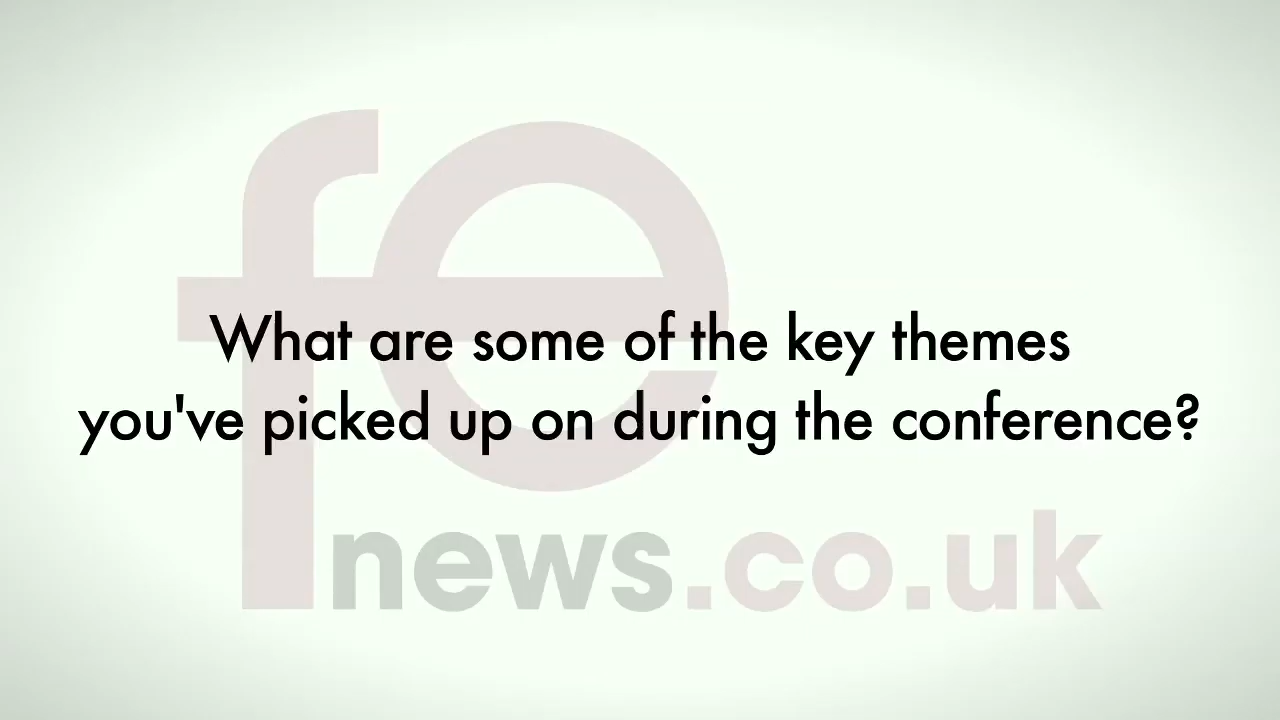 What are some of the key themes
you've picked up on during the conference?
fe
news.co.uk